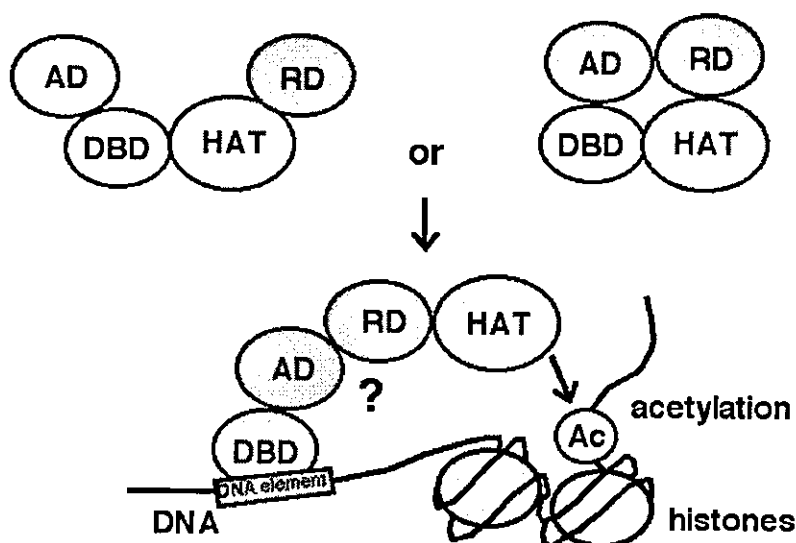 AD
DBD
HAT
RD
or
AD
RD
DBD
HAT
RD
HAT
AD
?
DBD
DNA element
DNA
Ac
acetylation
histones